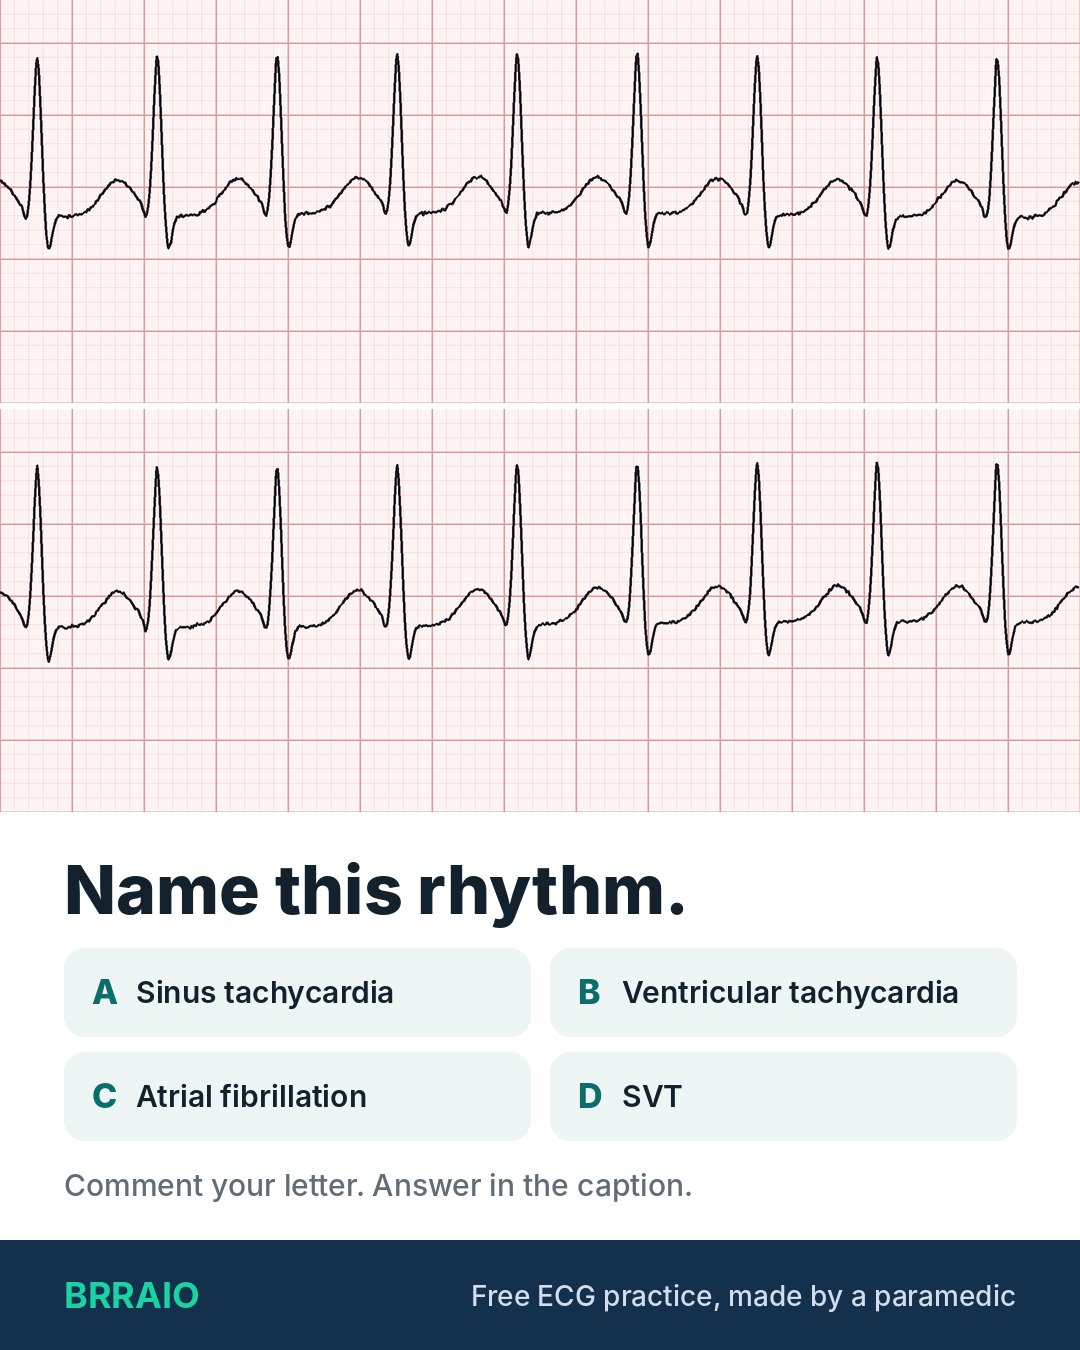 Name this rhythm.
A Sinus tachycardia
B Ventricular tachycardia
C Atrial fibrillation
D SVT
Comment your letter. Answer in the caption.
BRRAIO
Free ECG practice, made by a paramedic